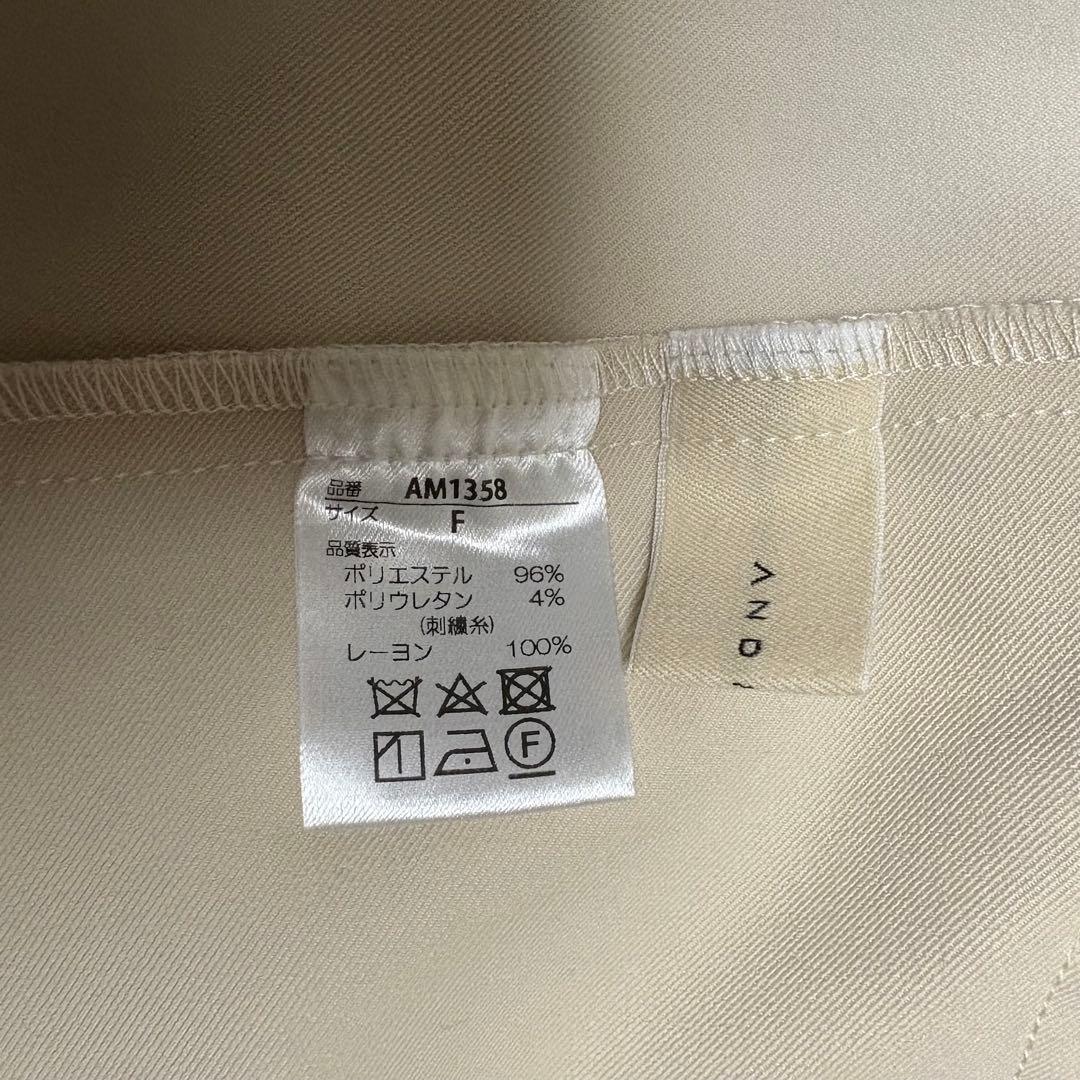 品番 AM1358
サイズ F
品質表示
ポリエステル 96%
ポリウレタン 4%
(刺繍糸)
レーヨン 100%
F
AND